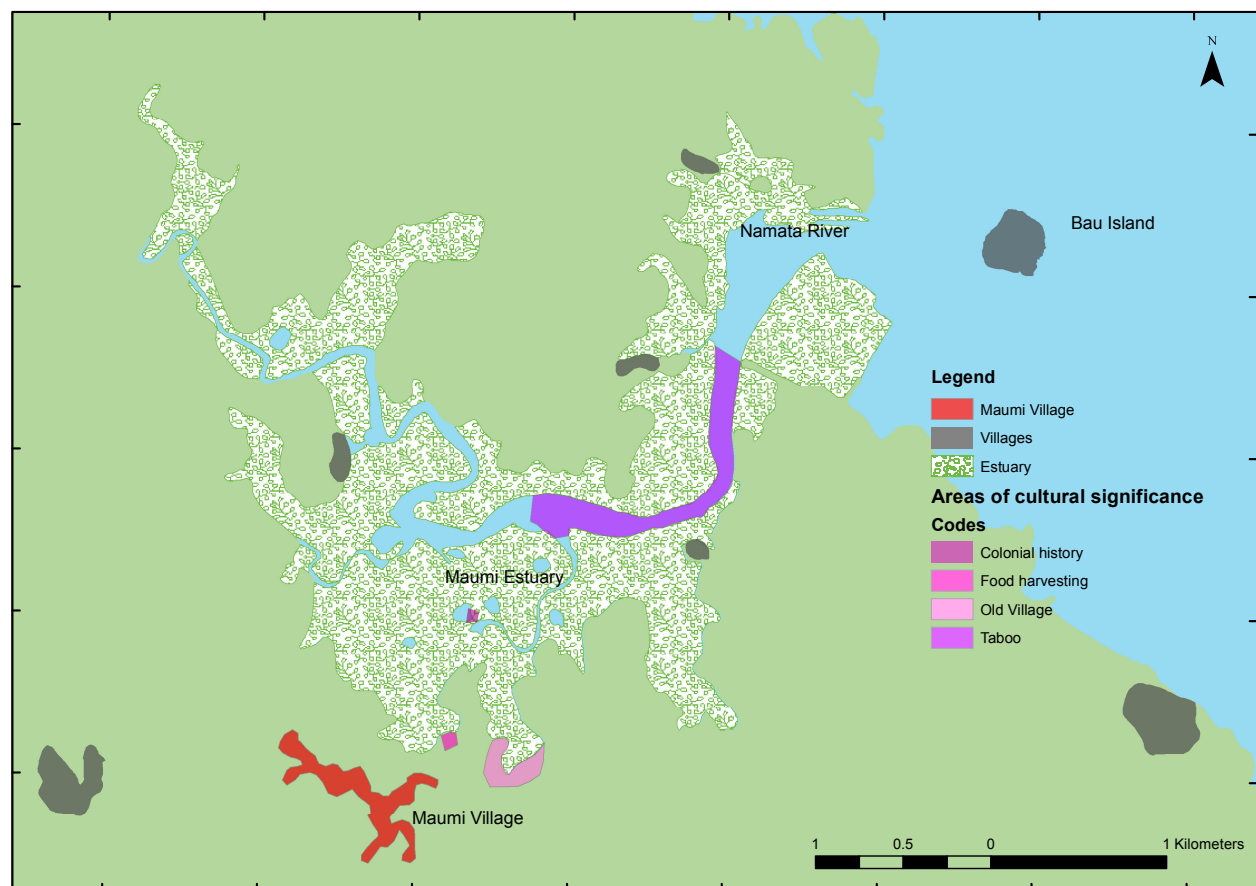 N
Namata River
Bau Island
Legend
Maumi Village
Villages
Estuary
Areas of cultural significance
Codes
Colonial history
Food harvesting
Old Village
Taboo
Maumi Estuary
Maumi Village
1 0.5 0 1 Kilometers